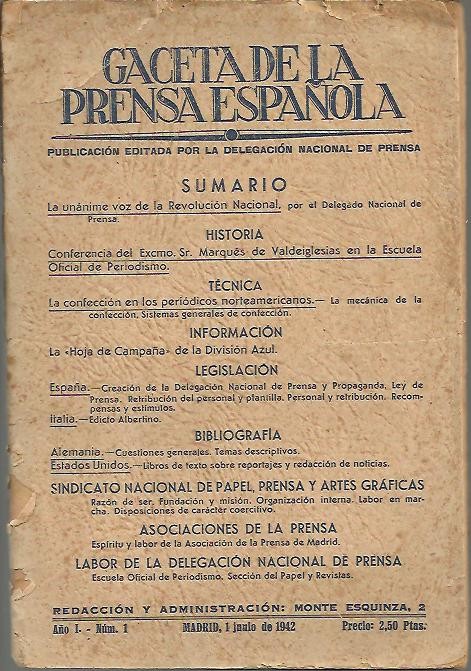 GACETA DE LA
PRENSA ESPAÑOLA
PUBLICACIÓN EDITADA POR LA DELEGACIÓN NACIONAL DE PRENSA
SUMARIO
La unánime voz de la Revolución Nacional, por el Delegado Nacional de
Prensa.
HISTORIA
Conferencia del Excmo. Sr. Marqués de Valdeiglesias en la Escuela
Oficial de Periodismo.
TÉCNICA
La confección en los periódicos norteamericanos.— La mecánica de la
confección. Sistemas generales de confección.
INFORMACIÓN
La «Hoja de Campaña» de la División Azul.
LEGISLACIÓN
España.—Creación de la Delegación Nacional de Prensa y Propaganda. Ley de
Prensa. Retribución del personal y plantilla. Personal y retribución. Recom-
pensas y estímulos.
Italia.—Edicto Albertino.
BIBLIOGRAFÍA
Alemania.—Cuestiones generales. Temas descriptivos.
Estados Unidos.—Libros de texto sobre reportajes y redacción de noticias.
SINDICATO NACIONAL DE PAPEL, PRENSA Y ARTES GRÁFICAS
Razón de ser. Fundación y misión. Organización interna. Labor en mar-
cha. Disposiciones de carácter coercitivo.
ASOCIACIONES DE LA PRENSA
Espíritu y labor de la Asociación de la Prensa de Madrid.
LABOR DE LA DELEGACIÓN NACIONAL DE PRENSA
Escuela Oficial de Periodismo. Sección del Papel y Revistas.
REDACCIÓN Y ADMINISTRACIÓN: MONTE ESQUINZA, 2
Año I. - Núm. 1 MADRID, 1 junio de 1942 Precio: 2,50 Ptas.